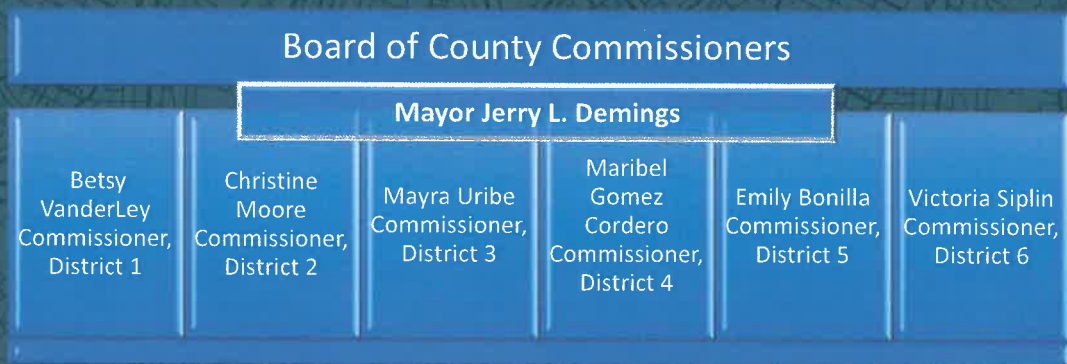 Board of County Commissioners
Mayor Jerry L. Demings
Betsy
VanderLey
Commissioner,
District 1
Christine
Moore
Commissioner,
District 2
Mayra Uribe
Commissioner,
District 3
Maribel
Gomez
Cordero
Commissioner,
District 4
Emily Bonilla
Commissioner,
District 5
Victoria Siplin
Commissioner,
District 6